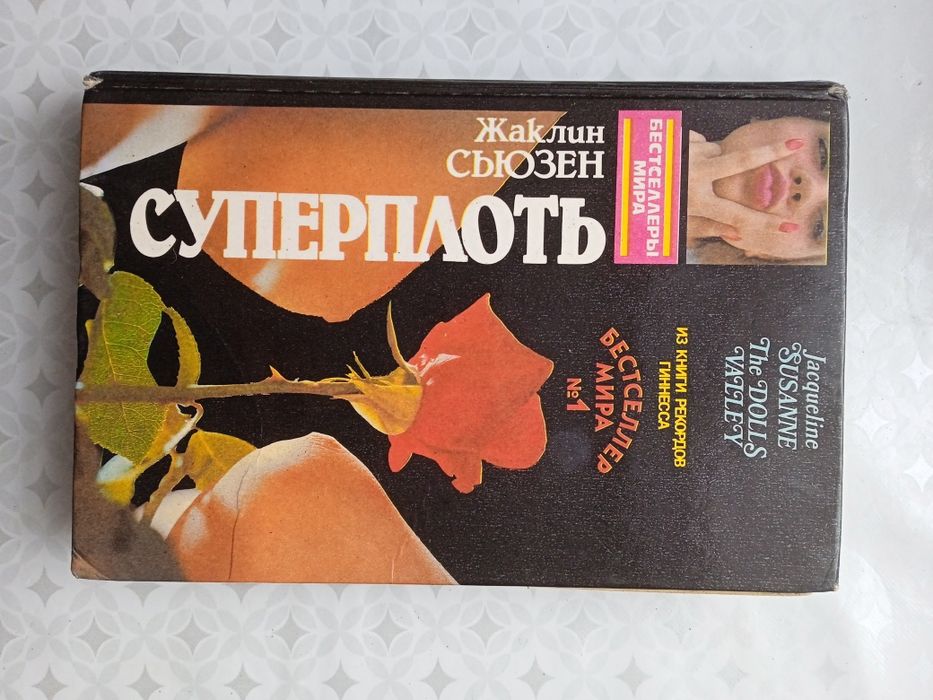 Жаклин
СЬЮЗЕН
СУПЕРПЛОТЬ
БЕСТСЕЛЛЕРЫ
МИРА
Jacqueline
SUSANNE
The DOLLS
VALLEY
ИЗ КНИГИ РЕКОРДОВ
ГИННЕССА
БЕСТСЕЛЛЕР
МИРА
№1